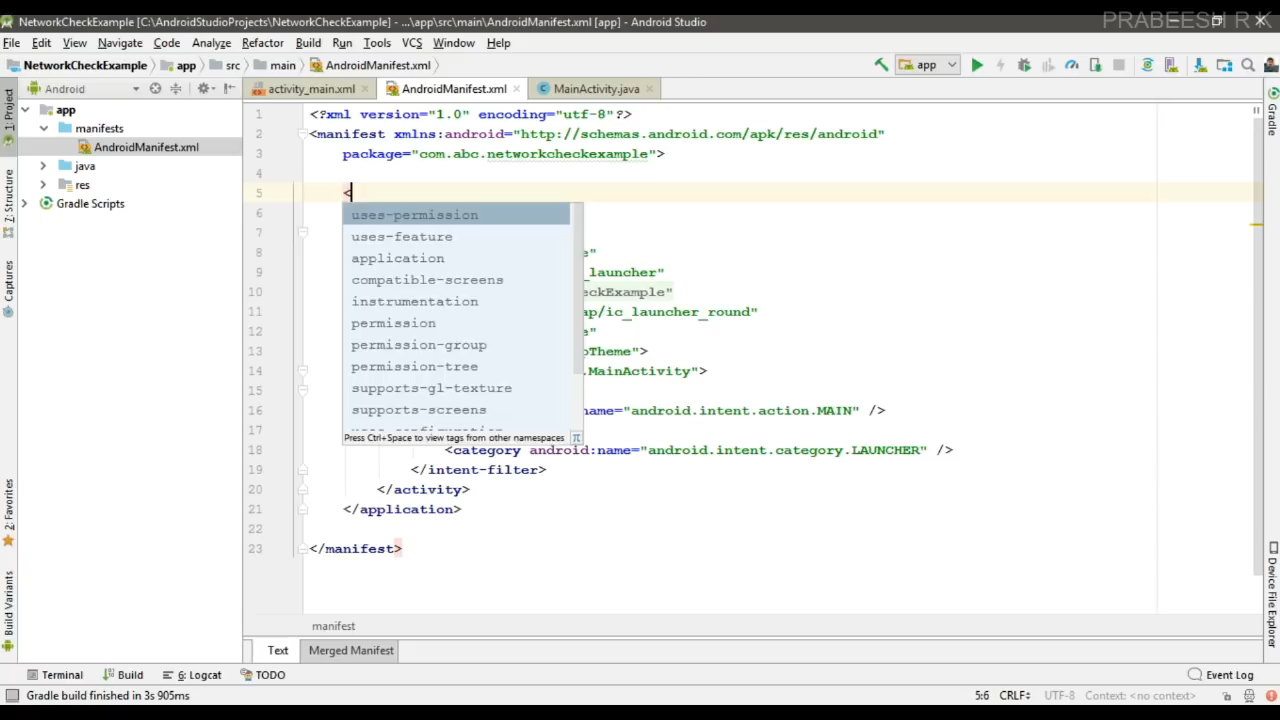 NetworkCheckExample [C:\AndroidStudioProjects\NetworkCheckExample] - ...\app\src\main\AndroidManifest.xml [app] - Android Studio
PRABEESH R K
File Edit View Navigate Code Analyze Refactor Build Run Tools VCS Window Help
NetworkCheckExample app src main AndroidManifest.xml
app
Android
activity_main.xml AndroidManifest.xml MainActivity.java
1: Project
Z: Structure
Captures
2: Favorites
Build Variants
app
manifests
AndroidManifest.xml
java
res
Gradle Scripts
1 <?xml version="1.0" encoding="utf-8"?>
2 <manifest xmlns:android="http://schemas.android.com/apk/res/android"
3 package="com.abc.networkcheckexample">
4
5 <
6
7
8 e"
9 _launcher"
10 eckExample"
11 ap/ic_launcher_round"
12 e"
13 pTheme">
14 .MainActivity">
15
16 name="android.intent.action.MAIN" />
17
18 <category android:name="android.intent.category.LAUNCHER" />
19 </intent-filter>
20 </activity>
21 </application>
22
23 </manifest>
uses-permission
uses-feature
application
compatible-screens
instrumentation
permission
permission-group
permission-tree
supports-gl-texture
supports-screens
Press Ctrl+Space to view tags from other namespaces π
manifest
Text Merged Manifest
Gradle
Device File Explorer
Terminal Build 6: Logcat TODO Event Log
Gradle build finished in 3s 905ms 5:6 CRLF UTF-8 Context: <no context>